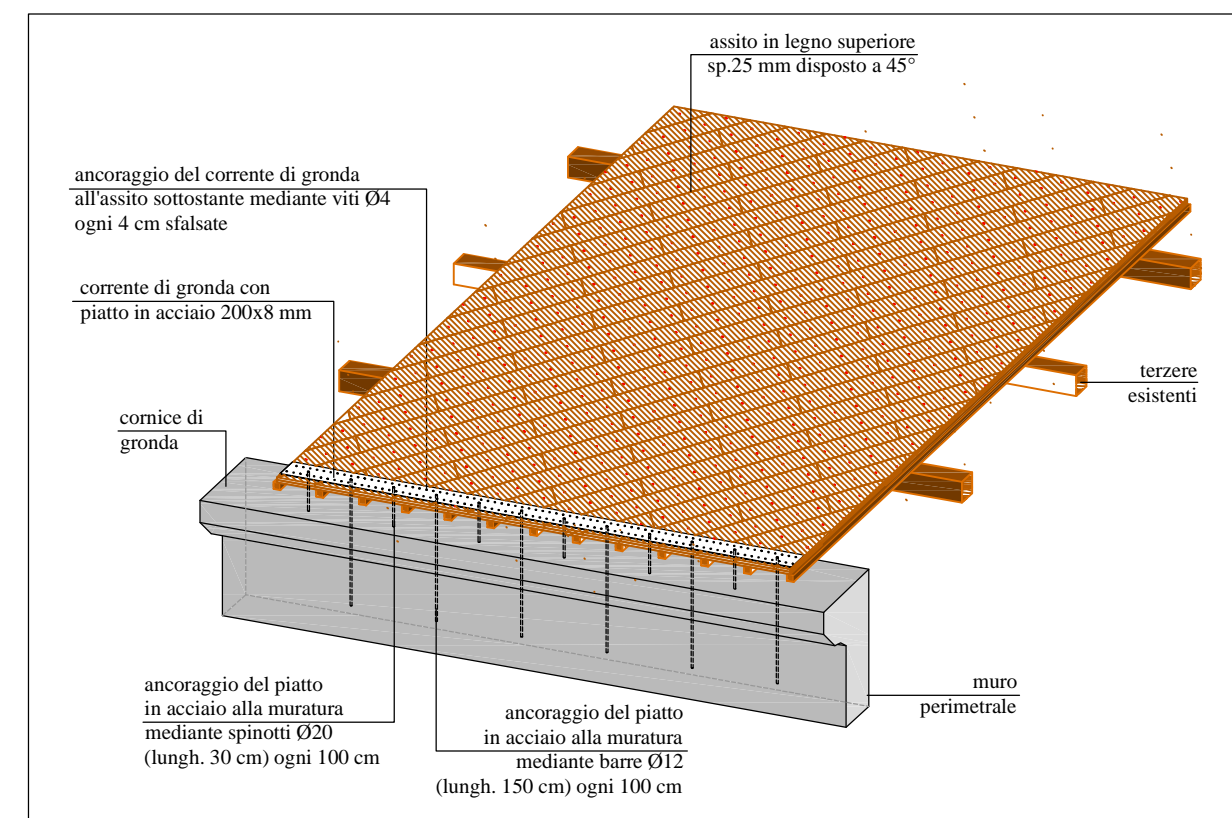 assito in legno superiore
sp.25 mm disposto a 45°
ancoraggio del corrente di gronda
all'assito sottostante mediante viti Ø4
ogni 4 cm sfalsate
corrente di gronda con
piatto in acciaio 200x8 mm
terzere
esistenti
cornice di
gronda
ancoraggio del piatto
in acciaio alla muratura
mediante spinotti Ø20
(lungh. 30 cm) ogni 100 cm
ancoraggio del piatto
in acciaio alla muratura
mediante barre Ø12
(lungh. 150 cm) ogni 100 cm
muro
perimetrale